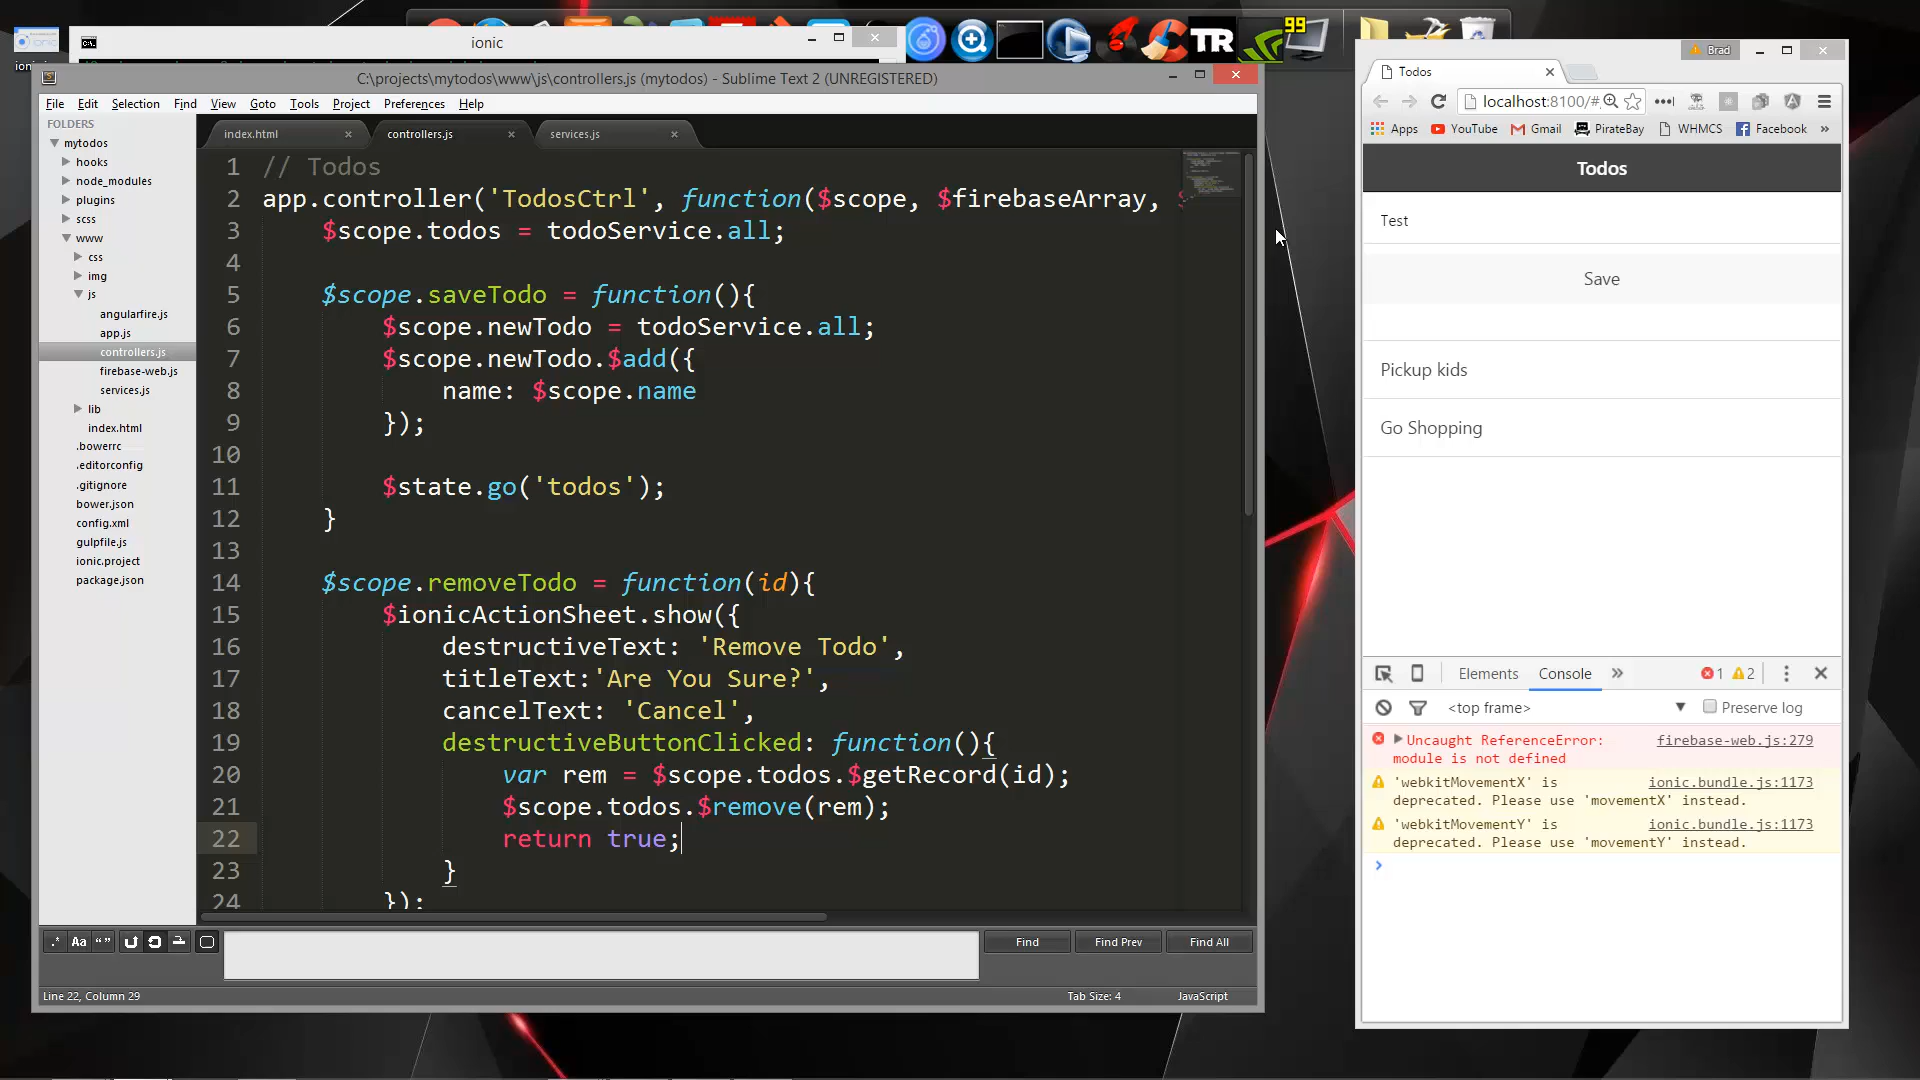 ionic
C:\projects\mytodos\www\js\controllers.js (mytodos) - Sublime Text 2 (UNREGISTERED)
File Edit Selection Find View Goto Tools Project Preferences Help
FOLDERS
mytodos
hooks
node_modules
plugins
scss
www
css
img
js
angularfire.js
app.js
controllers.js
firebase-web.js
services.js
lib
index.html
.bowerrc
.editorconfig
.gitignore
bower.json
config.xml
gulpfile.js
ionic.project
package.json
index.html controllers.js services.js
1 // Todos
2 app.controller('TodosCtrl', function($scope, $firebaseArray, $
3 $scope.todos = todoService.all;
4
5 $scope.saveTodo = function(){
6 $scope.newTodo = todoService.all;
7 $scope.newTodo.$add({
8 name: $scope.name
9 });
10
11 $state.go('todos');
12 }
13
14 $scope.removeTodo = function(id){
15 $ionicActionSheet.show({
16 destructiveText: 'Remove Todo',
17 titleText:'Are You Sure?',
18 cancelText: 'Cancel',
19 destructiveButtonClicked: function(){
20 var rem = $scope.todos.$getRecord(id);
21 $scope.todos.$remove(rem);
22 return true;
23 }
24 });
.* Aa “ ”
Find Find Prev Find All
Line 22, Column 29
Tab Size: 4 JavaScript
TR
99
Brad
Todos
localhost:8100/#,
Apps YouTube Gmail PirateBay WHMCS Facebook »
Todos
Test
Save
Pickup kids
Go Shopping
Elements Console » 1 2
<top frame> Preserve log
Uncaught ReferenceError: firebase-web.js:279
module is not defined
'webkitMovementX' is ionic.bundle.js:1173
deprecated. Please use 'movementX' instead.
'webkitMovementY' is ionic.bundle.js:1173
deprecated. Please use 'movementY' instead.